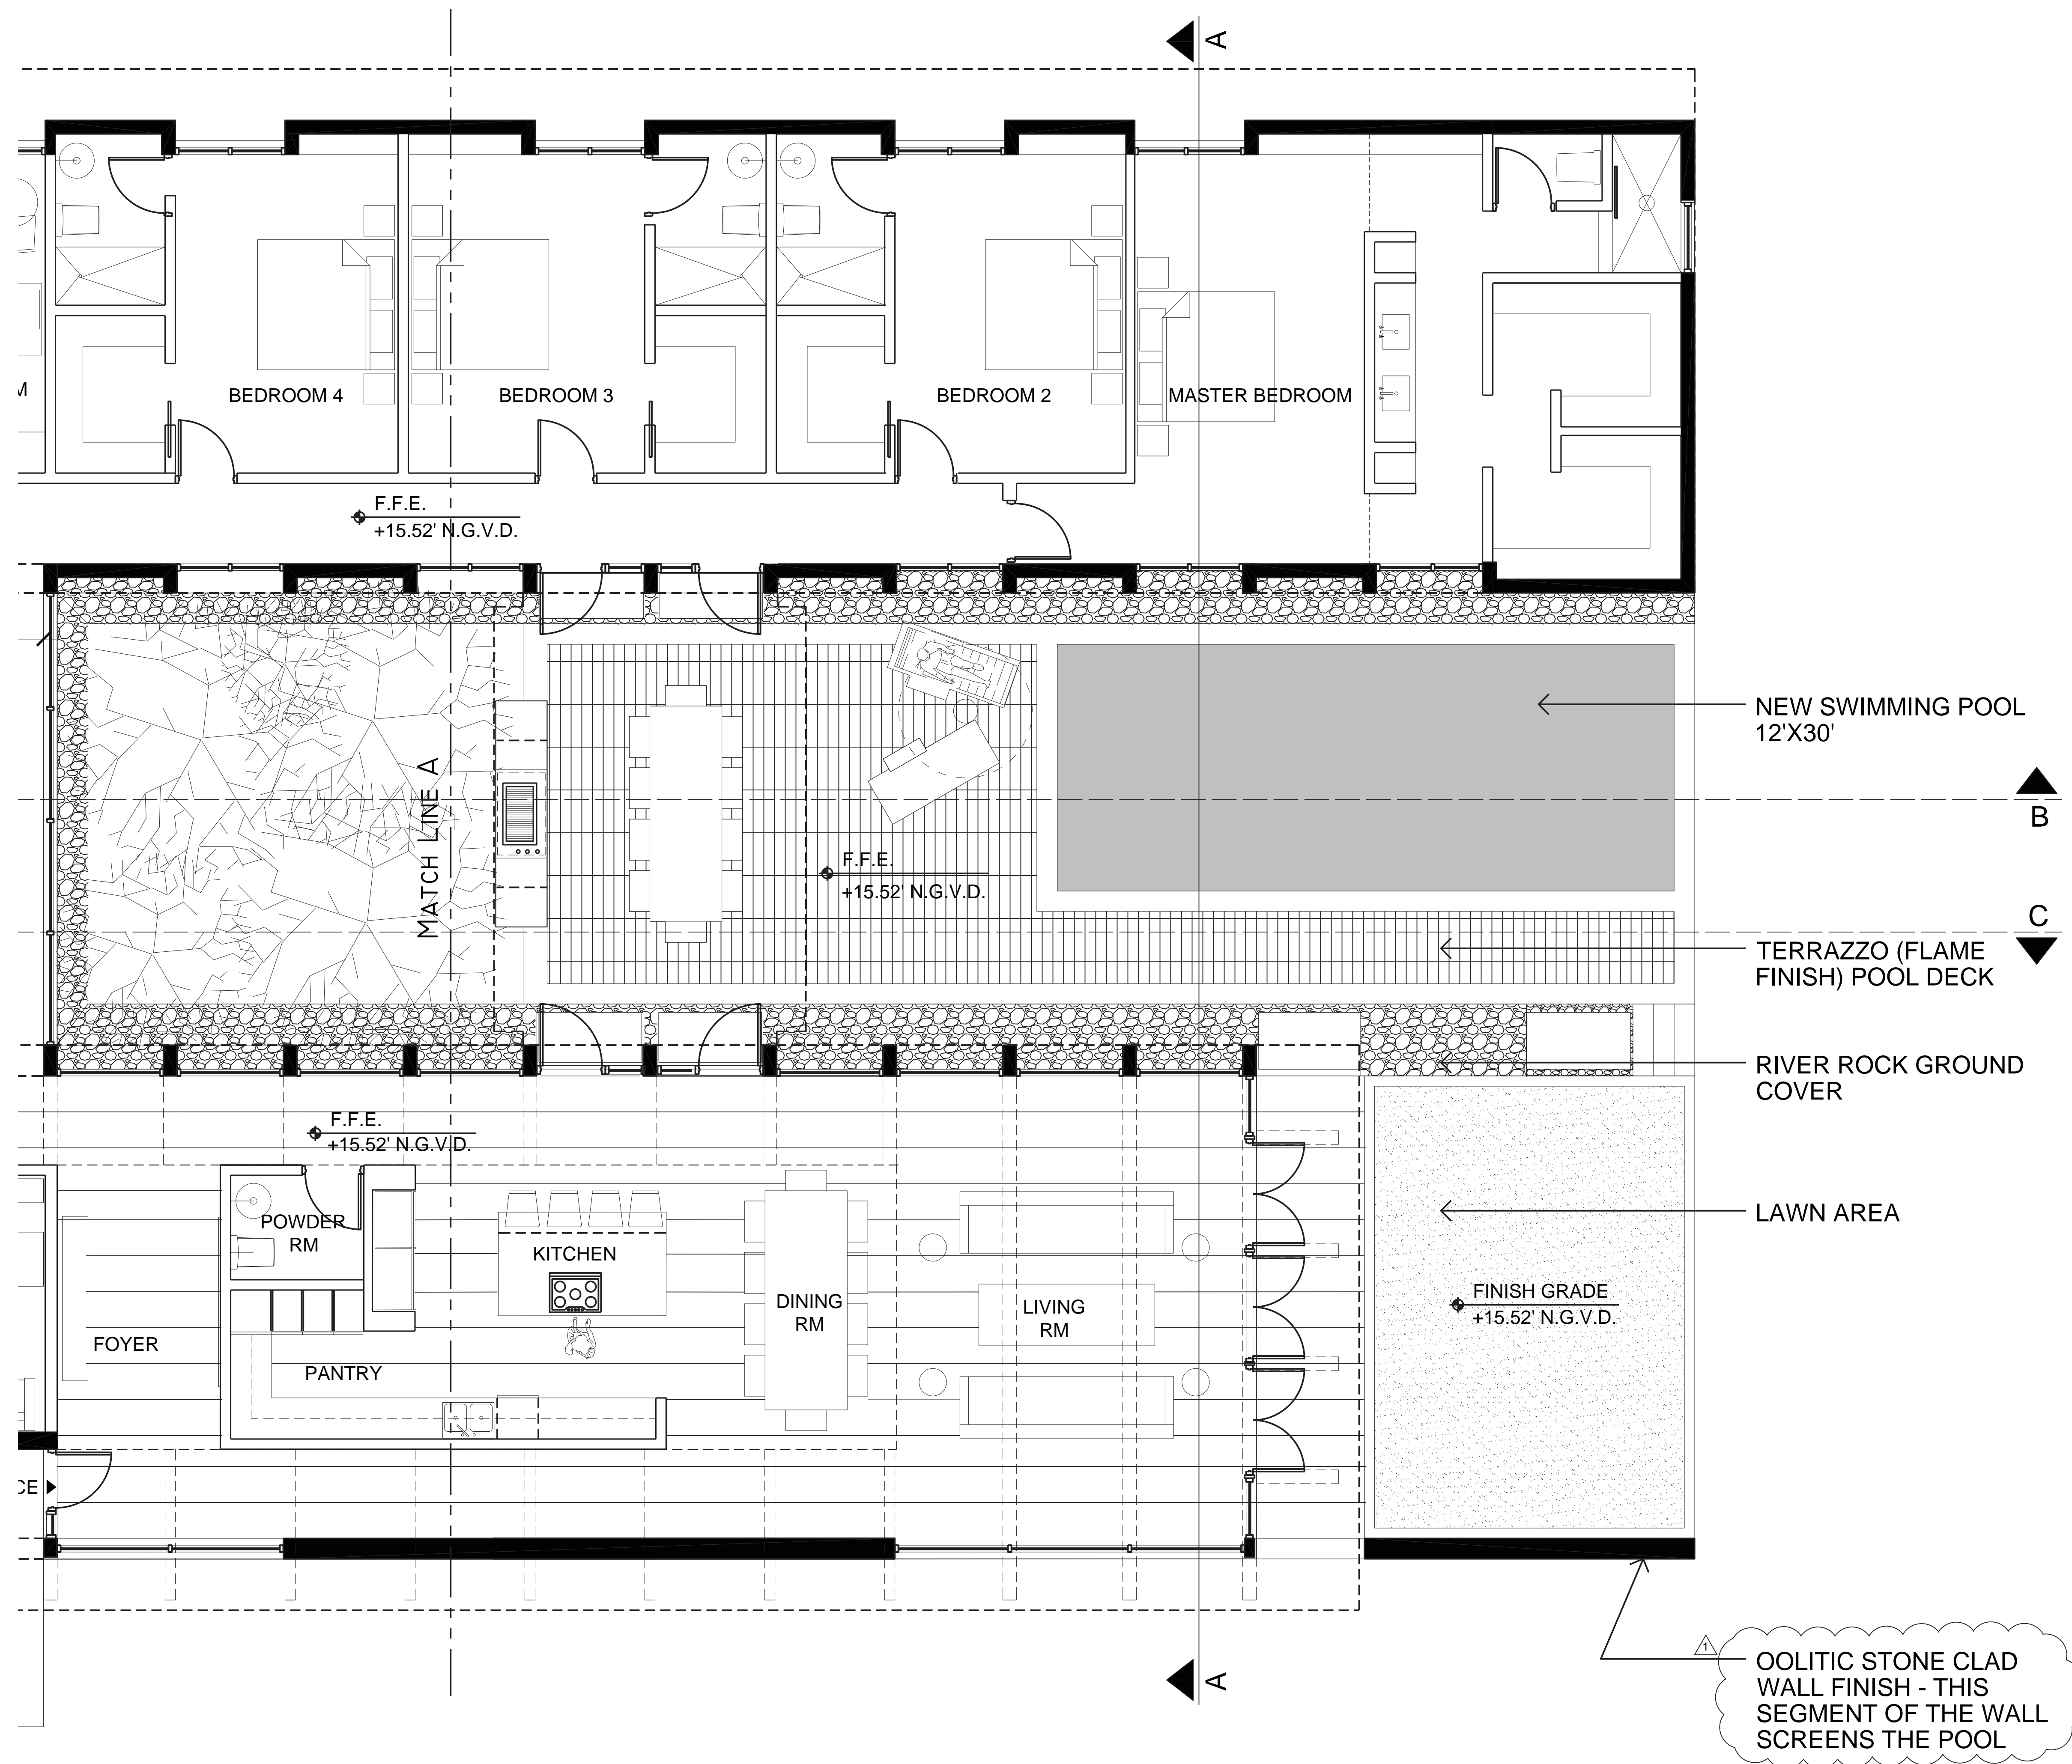 A
M
BEDROOM 4
BEDROOM 3
BEDROOM 2
MASTER BEDROOM
F.F.E.
+15.52' N.G.V.D.
NEW SWIMMING POOL
12'X30'
MATCH LINE A
B
F.F.E.
+15.52' N.G.V.D.
C
TERRAZZO (FLAME
FINISH) POOL DECK
RIVER ROCK GROUND
COVER
F.F.E.
+15.52' N.G.V.D.
POWDER
RM
LAWN AREA
KITCHEN
FINISH GRADE
+15.52' N.G.V.D.
DINING
RM
LIVING
RM
FOYER
PANTRY
CE
1
OOLITIC STONE CLAD
WALL FINISH - THIS
SEGMENT OF THE WALL
SCREENS THE POOL
A